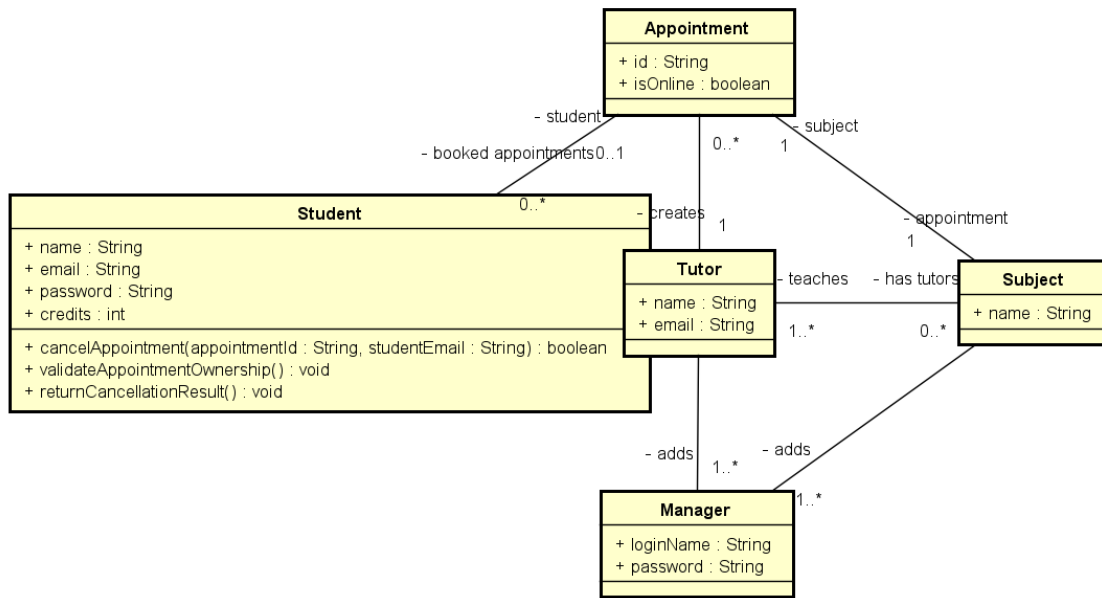 Appointment
+ id : String
+ isOnline : boolean
- student
- subject
- booked appointments
0..1
0..*
1
0..*
Student
+ name : String
+ email : String
+ password : String
+ credits : int
+ cancelAppointment(appointmentId : String, studentEmail : String) : boolean
+ validateAppointmentOwnership() : void
+ returnCancellationResult() : void
- creates
1
- appointment
1
Tutor
+ name : String
+ email : String
- teaches
- has tutors
1..*
0..*
Subject
+ name : String
- adds
1..*
- adds
1..*
Manager
+ loginName : String
+ password : String